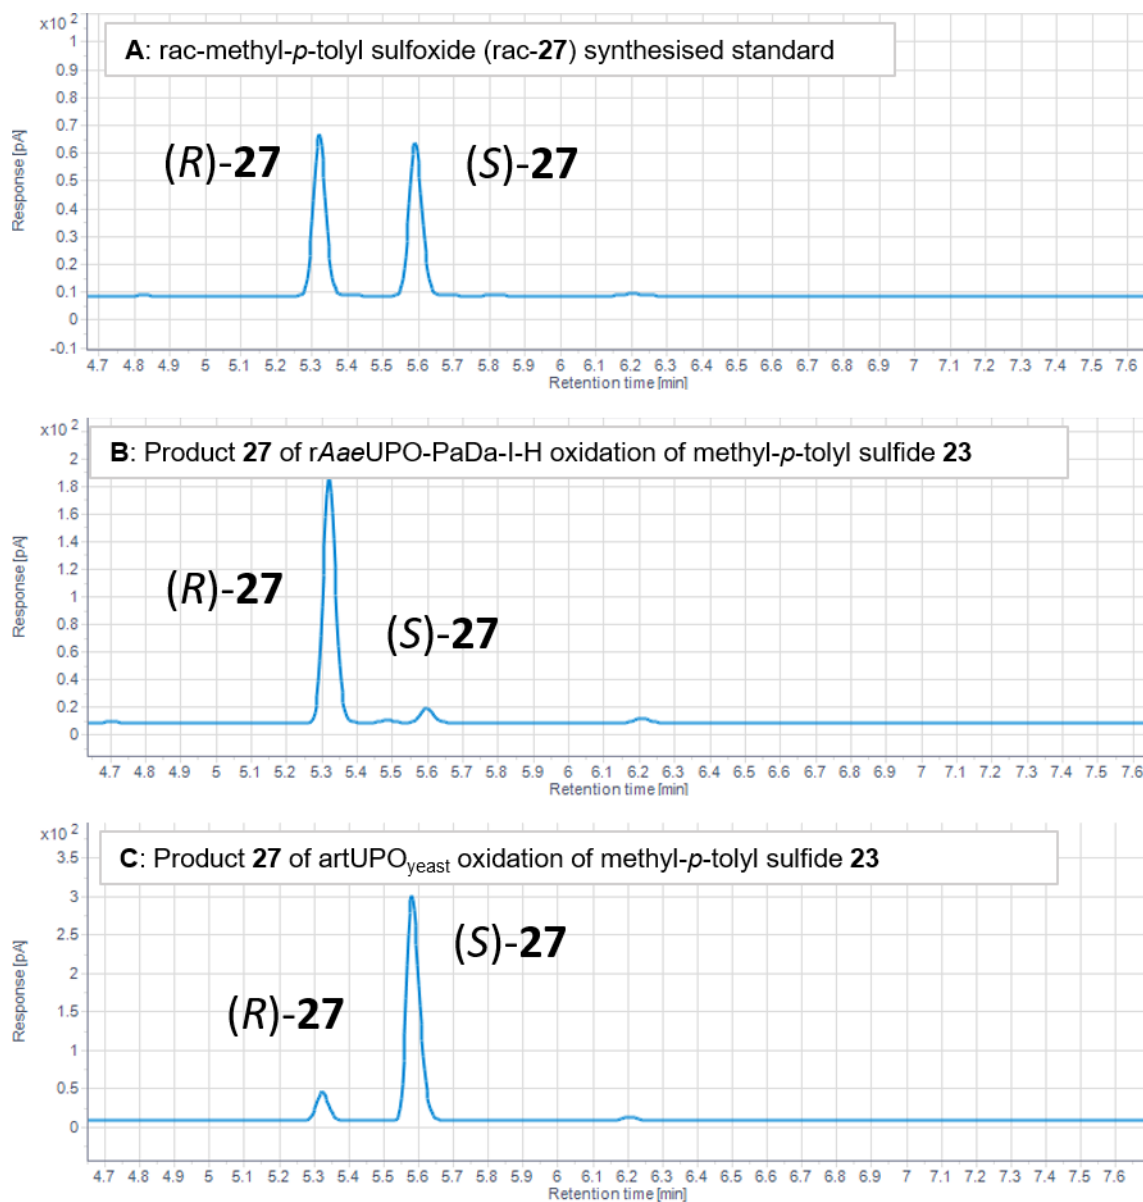 x10²
A: rac-methyl-p-tolyl sulfoxide (rac-27) synthesised standard
1
0.9
0.8
0.7
0.6
0.5
0.4
0.3
0.2
0.1
0
-0.1
Response [pA]
(R)-27
(S)-27
4.7 4.8 4.9 5 5.1 5.2 5.3 5.4 5.5 5.6 5.7 5.8 5.9 6 6.1 6.2 6.3 6.4 6.5 6.6 6.7 6.8 6.9 7 7.1 7.2 7.3 7.4 7.5 7.6
Retention time [min]
x10²
B: Product 27 of rAaeUPO-PaDa-I-H oxidation of methyl-p-tolyl sulfide 23
2
1.8
1.6
1.4
1.2
1
0.8
0.6
0.4
0.2
0
Response [pA]
(R)-27
(S)-27
4.7 4.8 4.9 5 5.1 5.2 5.3 5.4 5.5 5.6 5.7 5.8 5.9 6 6.1 6.2 6.3 6.4 6.5 6.6 6.7 6.8 6.9 7 7.1 7.2 7.3 7.4 7.5 7.6
Retention time [min]
x10²
C: Product 27 of artUPOyeast oxidation of methyl-p-tolyl sulfide 23
3.5
3
2.5
2
1.5
1
0.5
0
Response [pA]
(S)-27
(R)-27
4.7 4.8 4.9 5 5.1 5.2 5.3 5.4 5.5 5.6 5.7 5.8 5.9 6 6.1 6.2 6.3 6.4 6.5 6.6 6.7 6.8 6.9 7 7.1 7.2 7.3 7.4 7.5 7.6
Retention time [min]